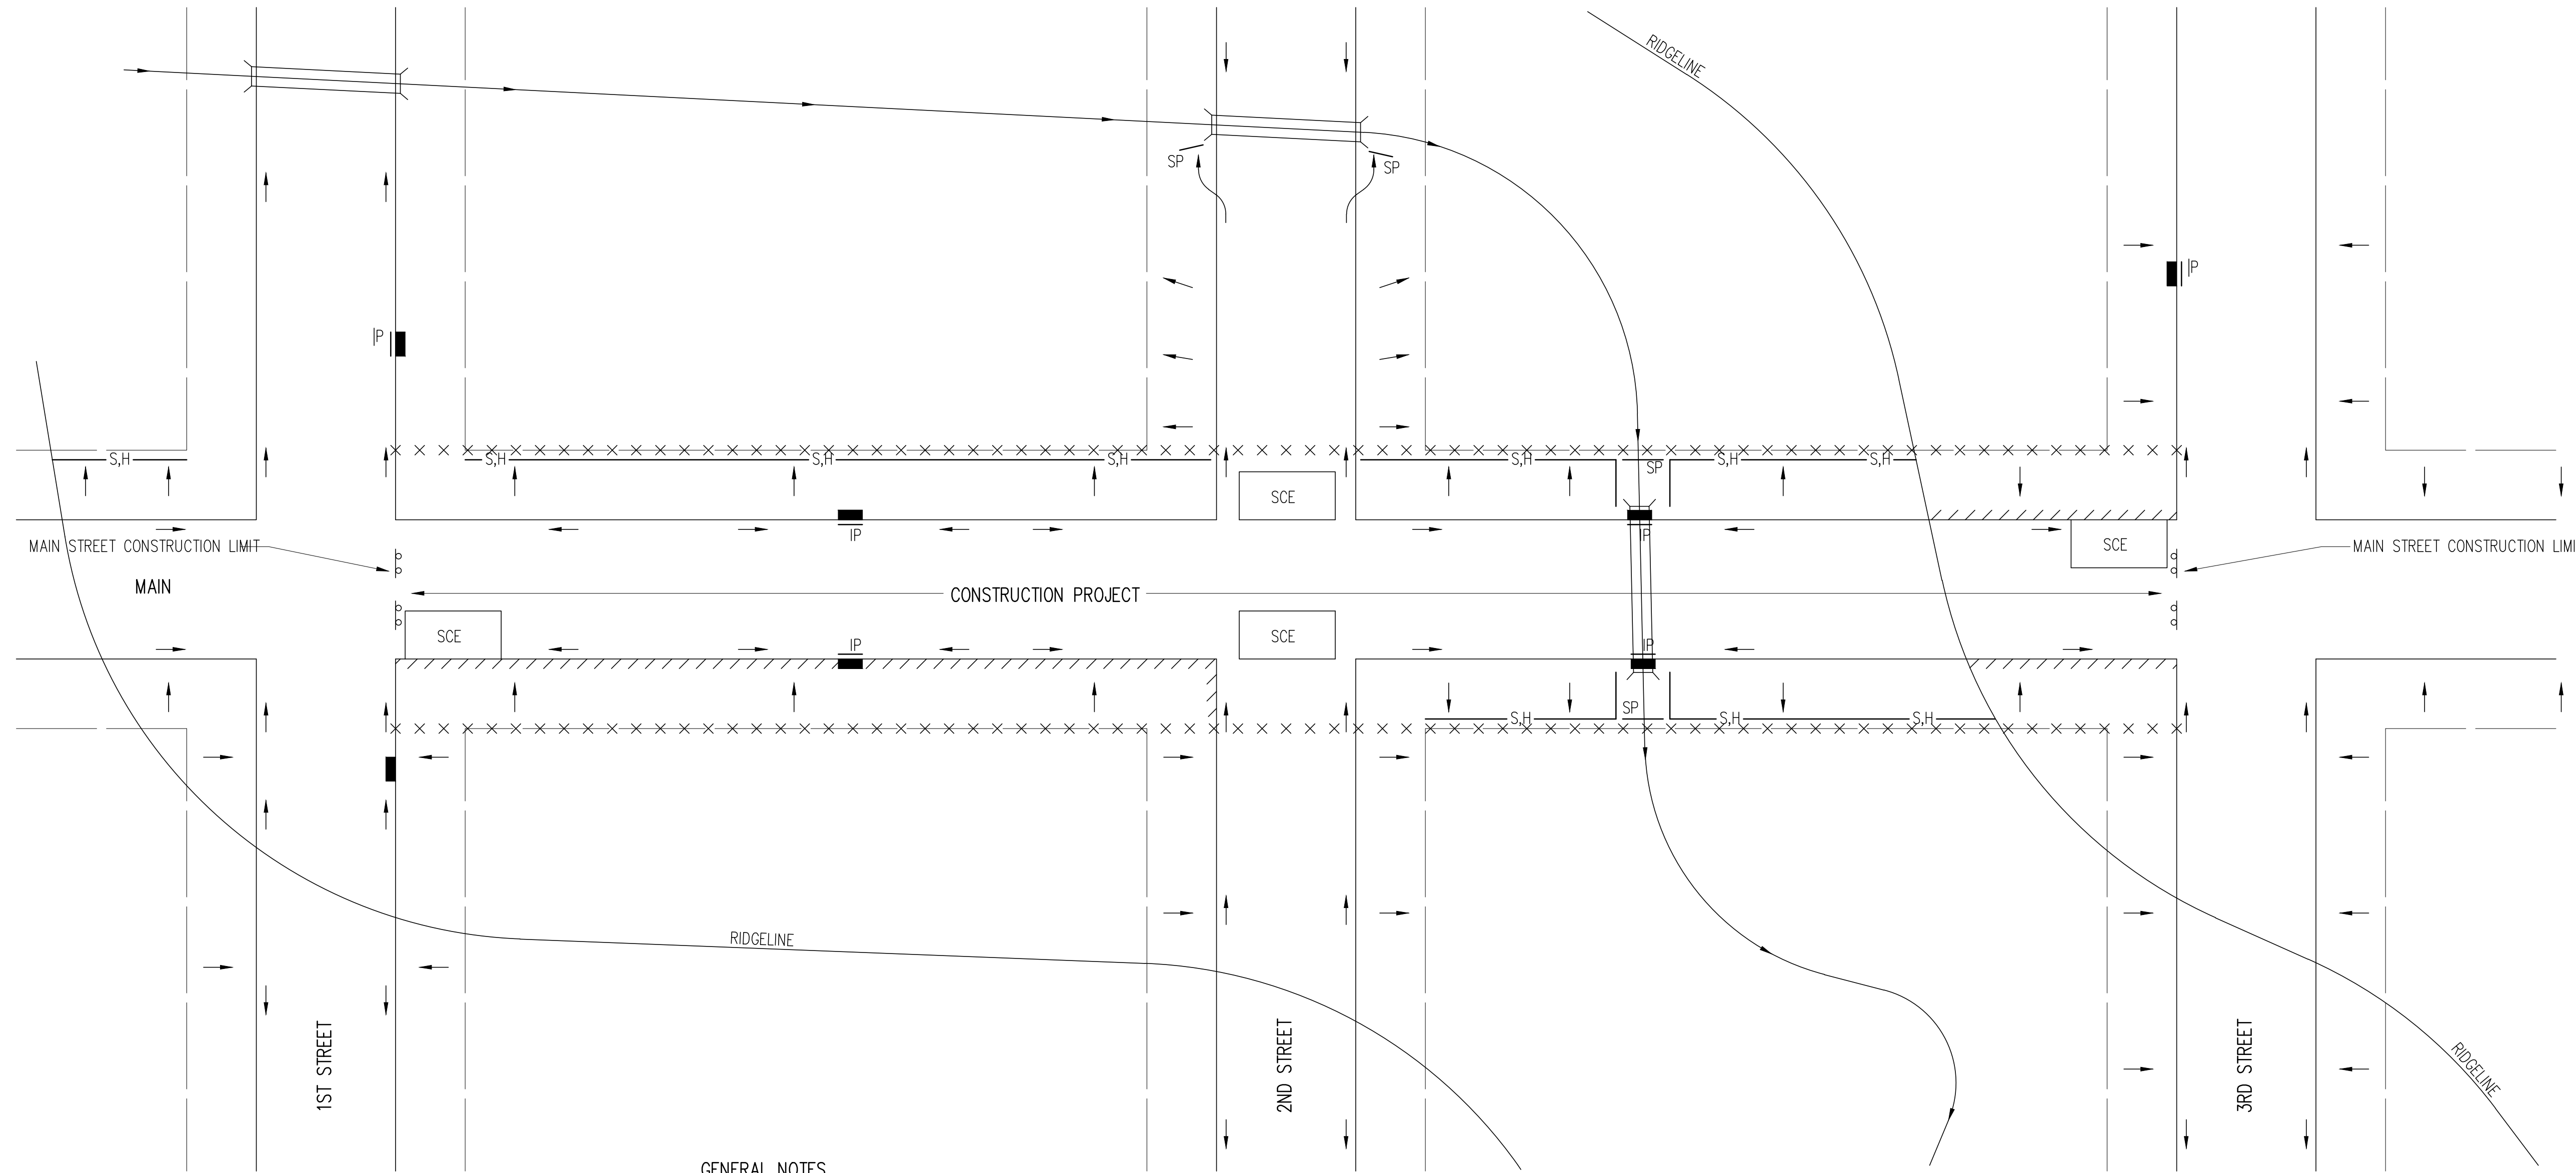 RIDGELINE
SP
SP
IP
IP
S,H
S,H
S,H
S,H
S,H
SP
S,H
S,H
SCE
IP
IP
SCE
MAIN STREET CONSTRUCTION LIMIT
MAIN STREET CONSTRUCTION LIMI
MAIN
CONSTRUCTION PROJECT
SCE
SCE
IP
IP
SP
S,H
S,H
S,H
RIDGELINE
1ST STREET
2ND STREET
3RD STREET
RIDGELINE
GENERAL NOTES